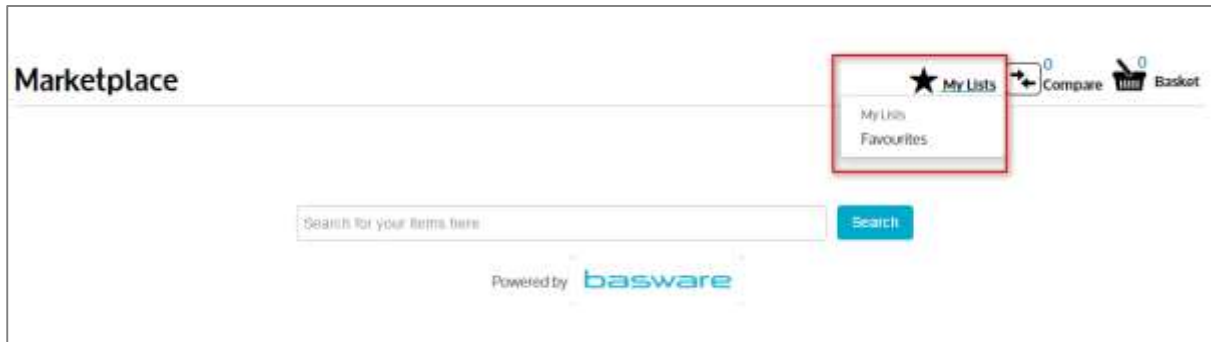 Marketplace
My Lists
0
Compare
0
Basket
My Lists
Favourites
Search for your items here
Search
Powered by basware